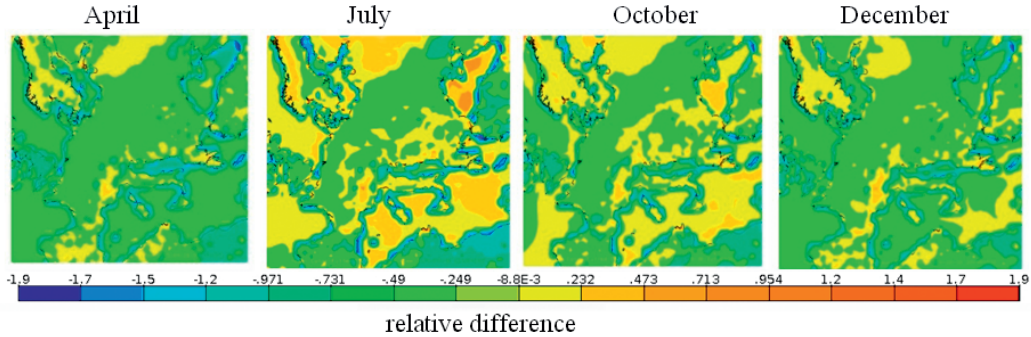 April July October December
-1.9 -1.7 -1.5 -1.2 -.971 -.731 -.49 -.249 -8.8E-3 .232 .473 .713 .954 1.2 1.4 1.7 1.9
relative difference